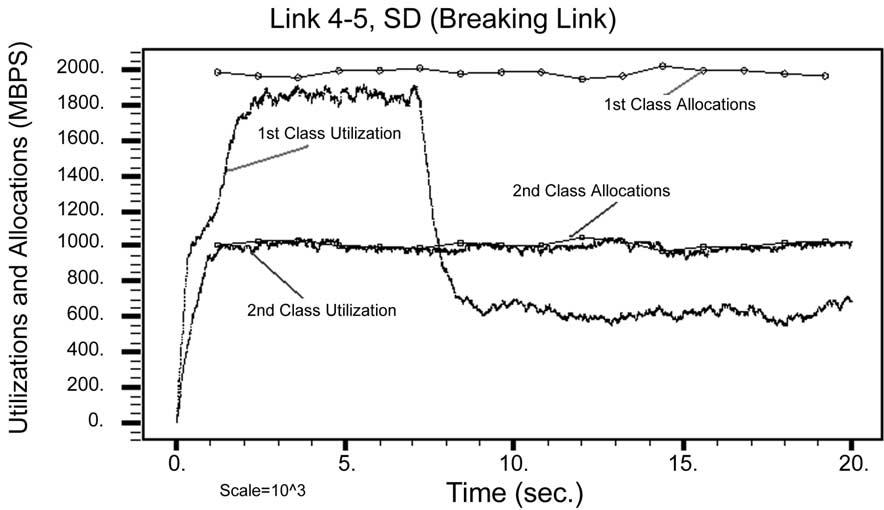 Link 4-5, SD (Breaking Link)
Utilizations and Allocations (MBPS)
2000.
1800.
1600.
1400.
1200
1000.
800.
600.
400.
200.
0.
1st Class Allocations
1st Class Utilization
2nd Class Allocations
2nd Class Utilization
0.
5.
10.
15.
20.
Scale=10^3
Time (sec.)